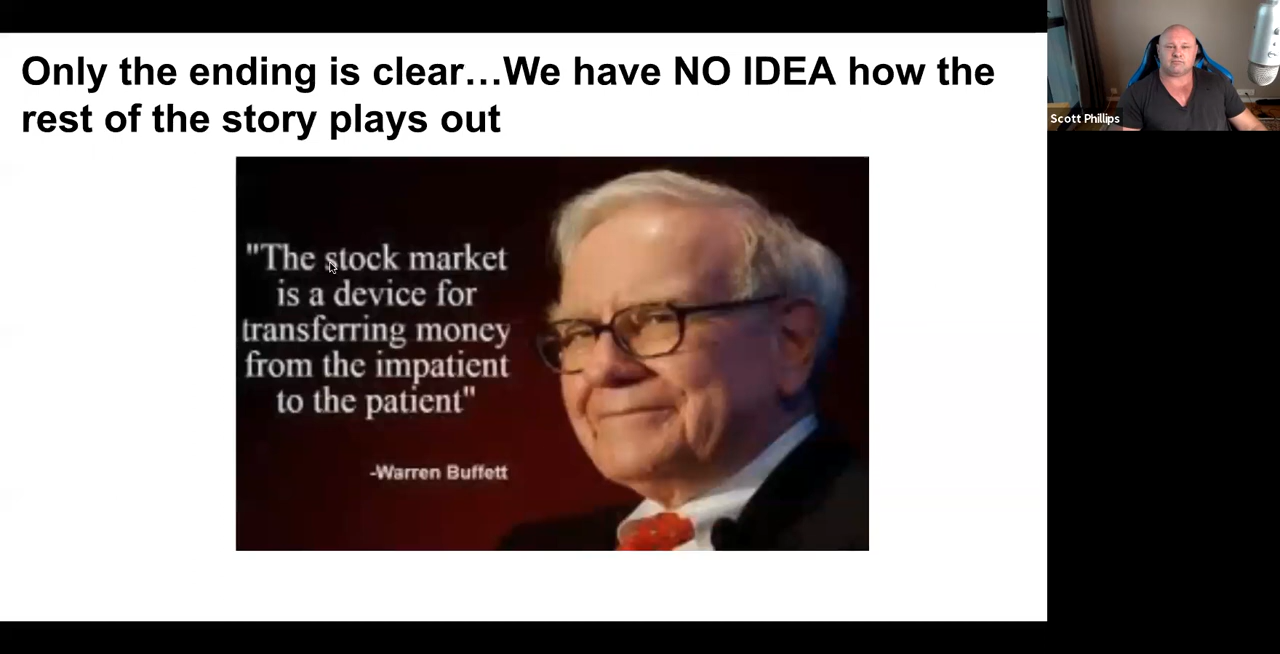 Only the ending is clear...We have NO IDEA how the
rest of the story plays out
"The stock market
is a device for
transferring money
from the impatient
to the patient"
-Warren Buffett
Scott Phillips